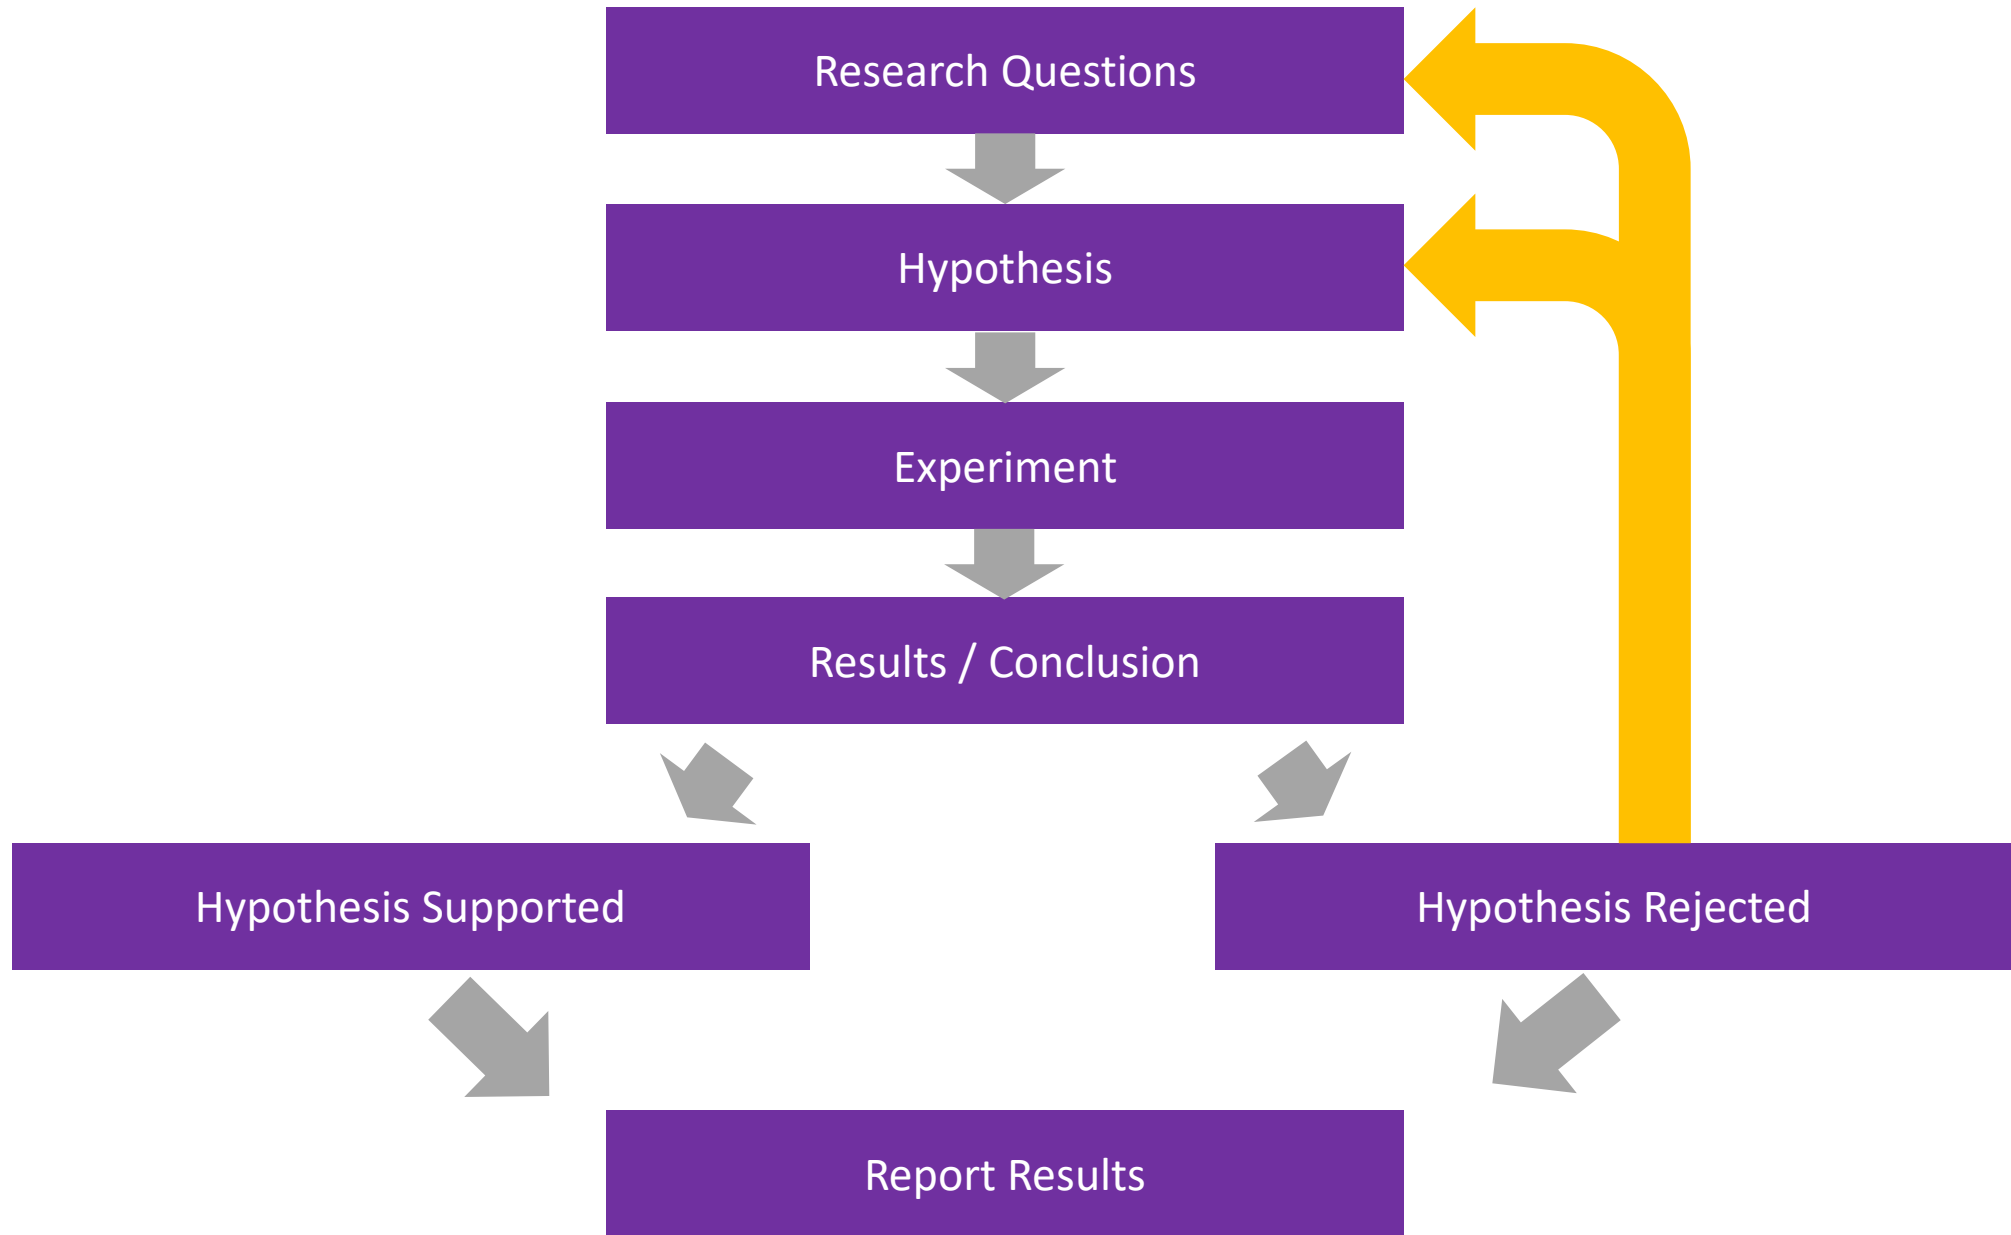 Research Questions
Hypothesis
Experiment
Results / Conclusion
Hypothesis Supported
Hypothesis Rejected
Report Results